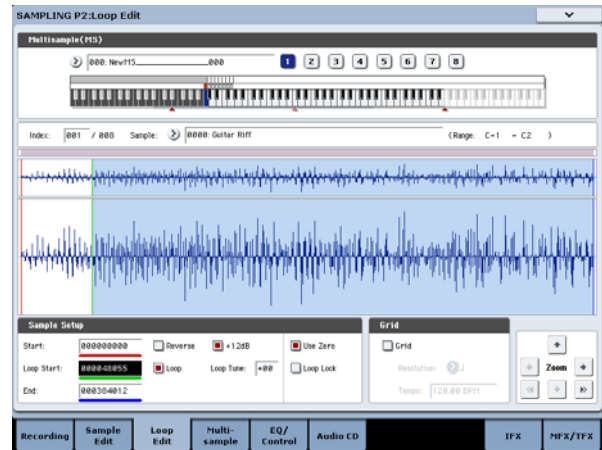 SAMPLING P2:Loop Edit
Multisample(MS)
000: NewMS_______________000
1 2 3 4 5 6 7 8
Index: 001 / 008 Sample: 0000: Guitar Riff (Range: C-1 - C2 )
Sample Setup
Grid
Start: 000000000 Reverse +12dB Use Zero Grid
Loop Start: 000048055 Loop Loop Tune: +00 Loop Lock Resolution: ♩ Zoom
End: 000364012 Tempo: 120.00 BPM
Recording Sample Edit Loop Edit Multi-sample EQ/Control Audio CD IFX MFX/TFX